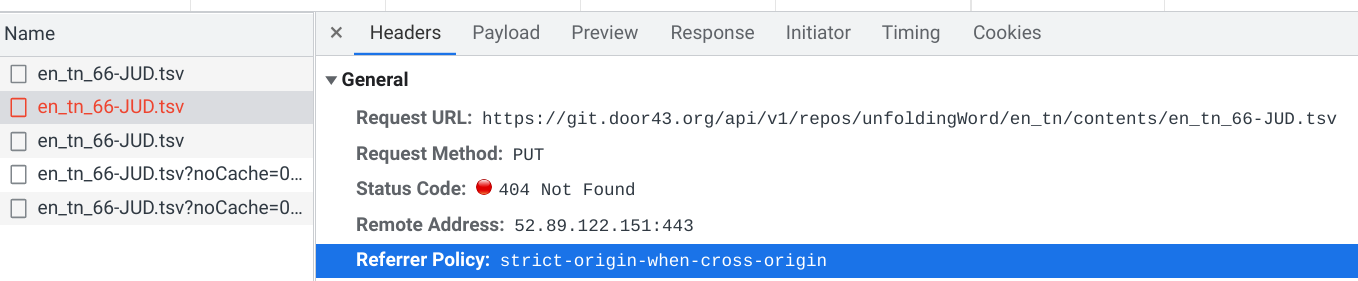 Name
en_tn_66-JUD.tsv
en_tn_66-JUD.tsv
en_tn_66-JUD.tsv
en_tn_66-JUD.tsv?noCache=0...
en_tn_66-JUD.tsv?noCache=0...
× Headers Payload Preview Response Initiator Timing Cookies
General
Request URL: https://git.door43.org/api/v1/repos/unfoldingWord/en_tn/contents/en_tn_66-JUD.tsv
Request Method: PUT
Status Code: 404 Not Found
Remote Address: 52.89.122.151:443
Referrer Policy: strict-origin-when-cross-origin